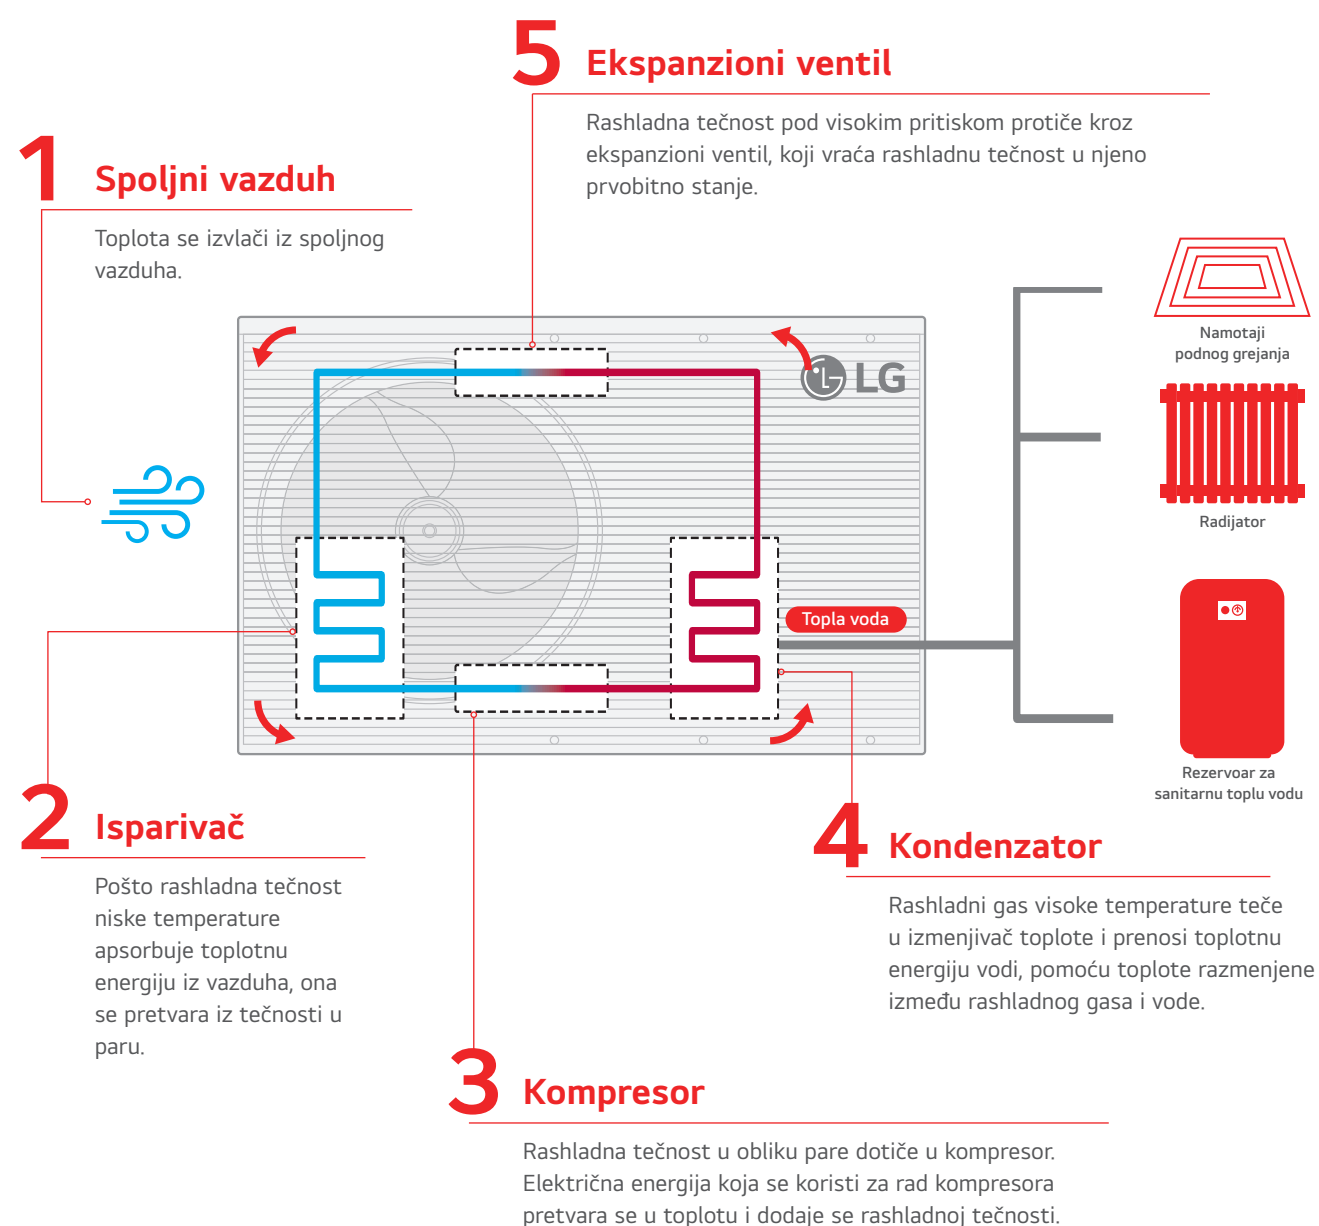 5 Ekspanzioni ventil
Rashladna tečnost pod visokim pritiskom protiče kroz
ekspanzioni ventil, koji vraća rashladnu tečnost u njeno
prvobitno stanje.
1 Spoljni vazduh
Toplota se izvlači iz spoljnog
vazduha.
LG
Namotaji
podnog grejanja
Radijator
Topla voda
Rezervoar za
sanitarnu toplu vodu
2 Isparivač
Pošto rashladna tečnost
niske temperature
apsorbuje toplotnu
energiju iz vazduha, ona
se pretvara iz tečnosti u
paru.
4 Kondenzator
Rashladni gas visoke temperature teče
u izmenjivač toplote i prenosi toplotnu
energiju vodi, pomoću toplote razmenjene
između rashladnog gasa i vode.
3 Kompresor
Rashladna tečnost u obliku pare dotiče u kompresor.
Električna energija koja se koristi za rad kompresora
pretvara se u toplotu i dodaje se rashladnoj tečnosti.